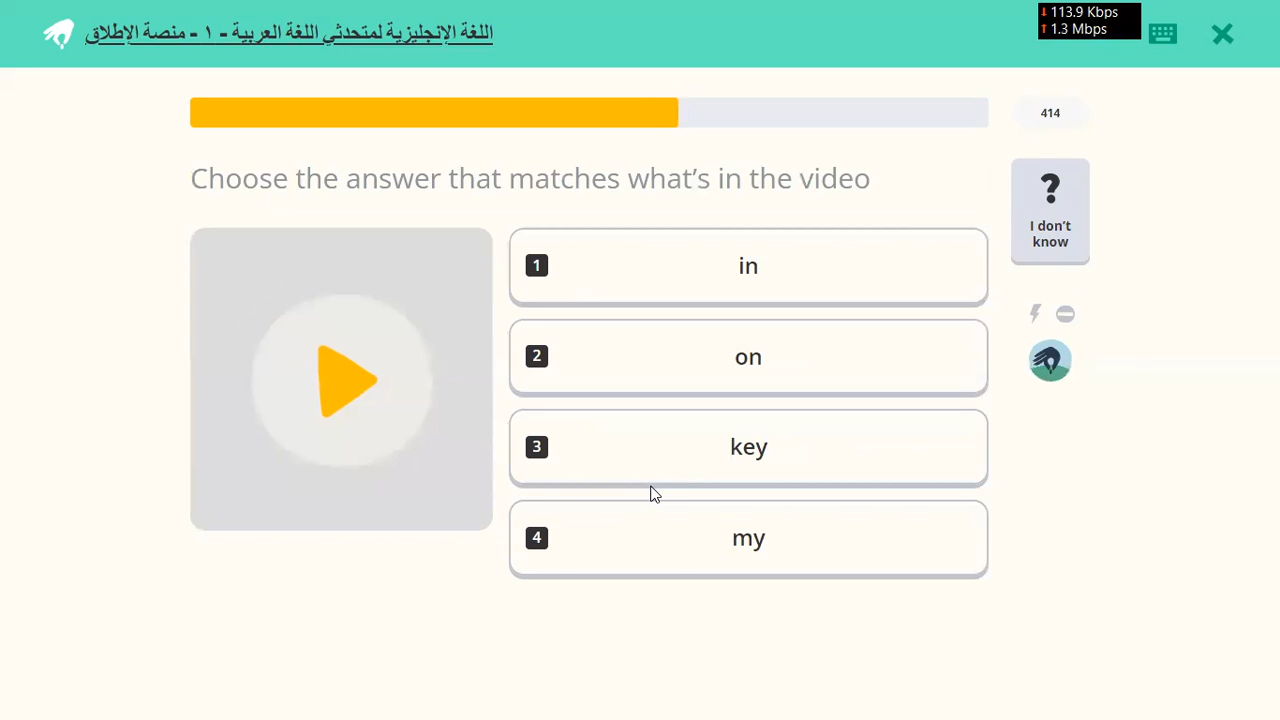 اللغة الإنجليزية لمتحدثي اللغة العربية - ١ - منصة الإطلاق
↓ 113.9 Kbps
↑ 1.3 Mbps
414
Choose the answer that matches what's in the video
?
I don't
know
1 in
2 on
3 key
4 my